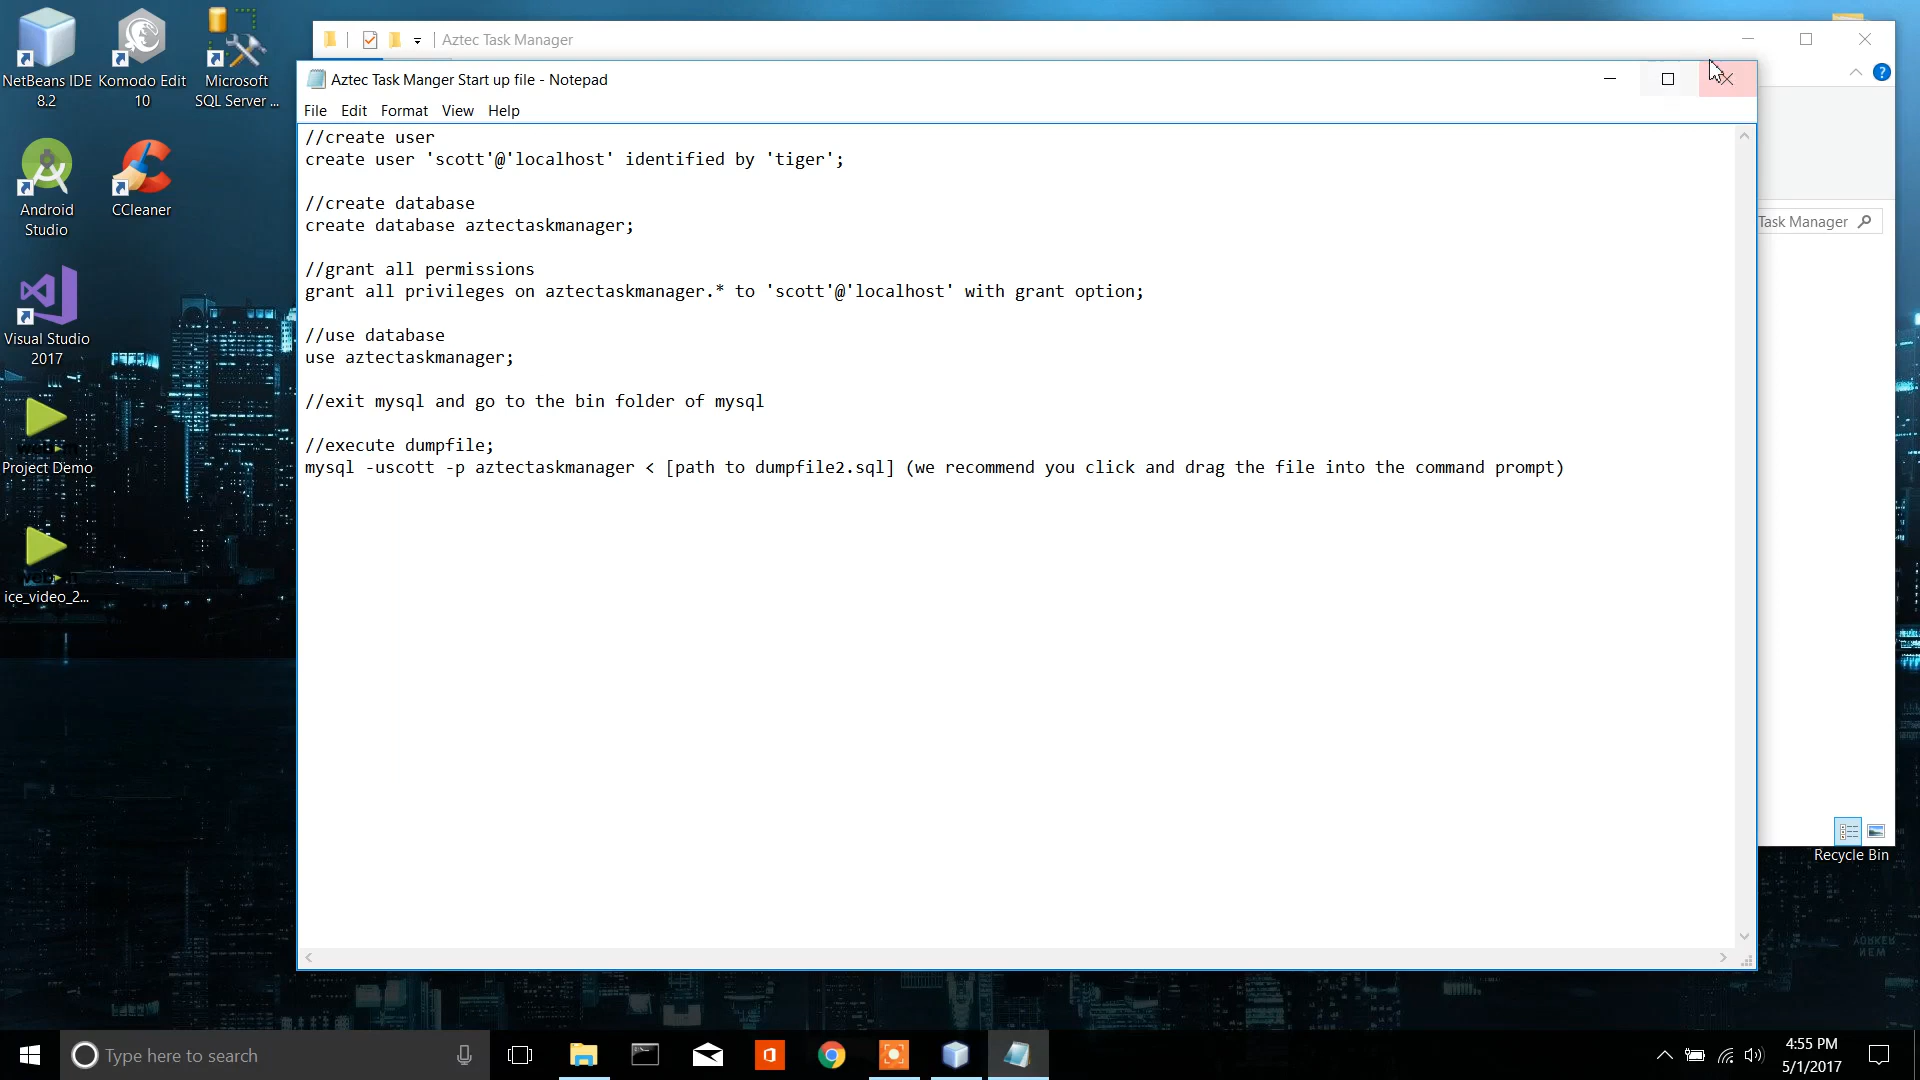 NetBeans IDE
8.2
Komodo Edit
10
Microsoft
SQL Server ...
Android
Studio
CCleaner
Visual Studio
2017
Project Demo
ice_video_2...
Aztec Task Manager
Aztec Task Manger Start up file - Notepad
File Edit Format View Help
//create user
create user 'scott'@'localhost' identified by 'tiger';
//create database
create database aztectaskmanager;
//grant all permissions
grant all privileges on aztectaskmanager.* to 'scott'@'localhost' with grant option;
//use database
use aztectaskmanager;
//exit mysql and go to the bin folder of mysql
//execute dumpfile;
mysql -uscott -p aztectaskmanager < [path to dumpfile2.sql] (we recommend you click and drag the file into the command prompt)
Task Manager
Recycle Bin
YORKER
NEW
Type here to search
4:55 PM
5/1/2017